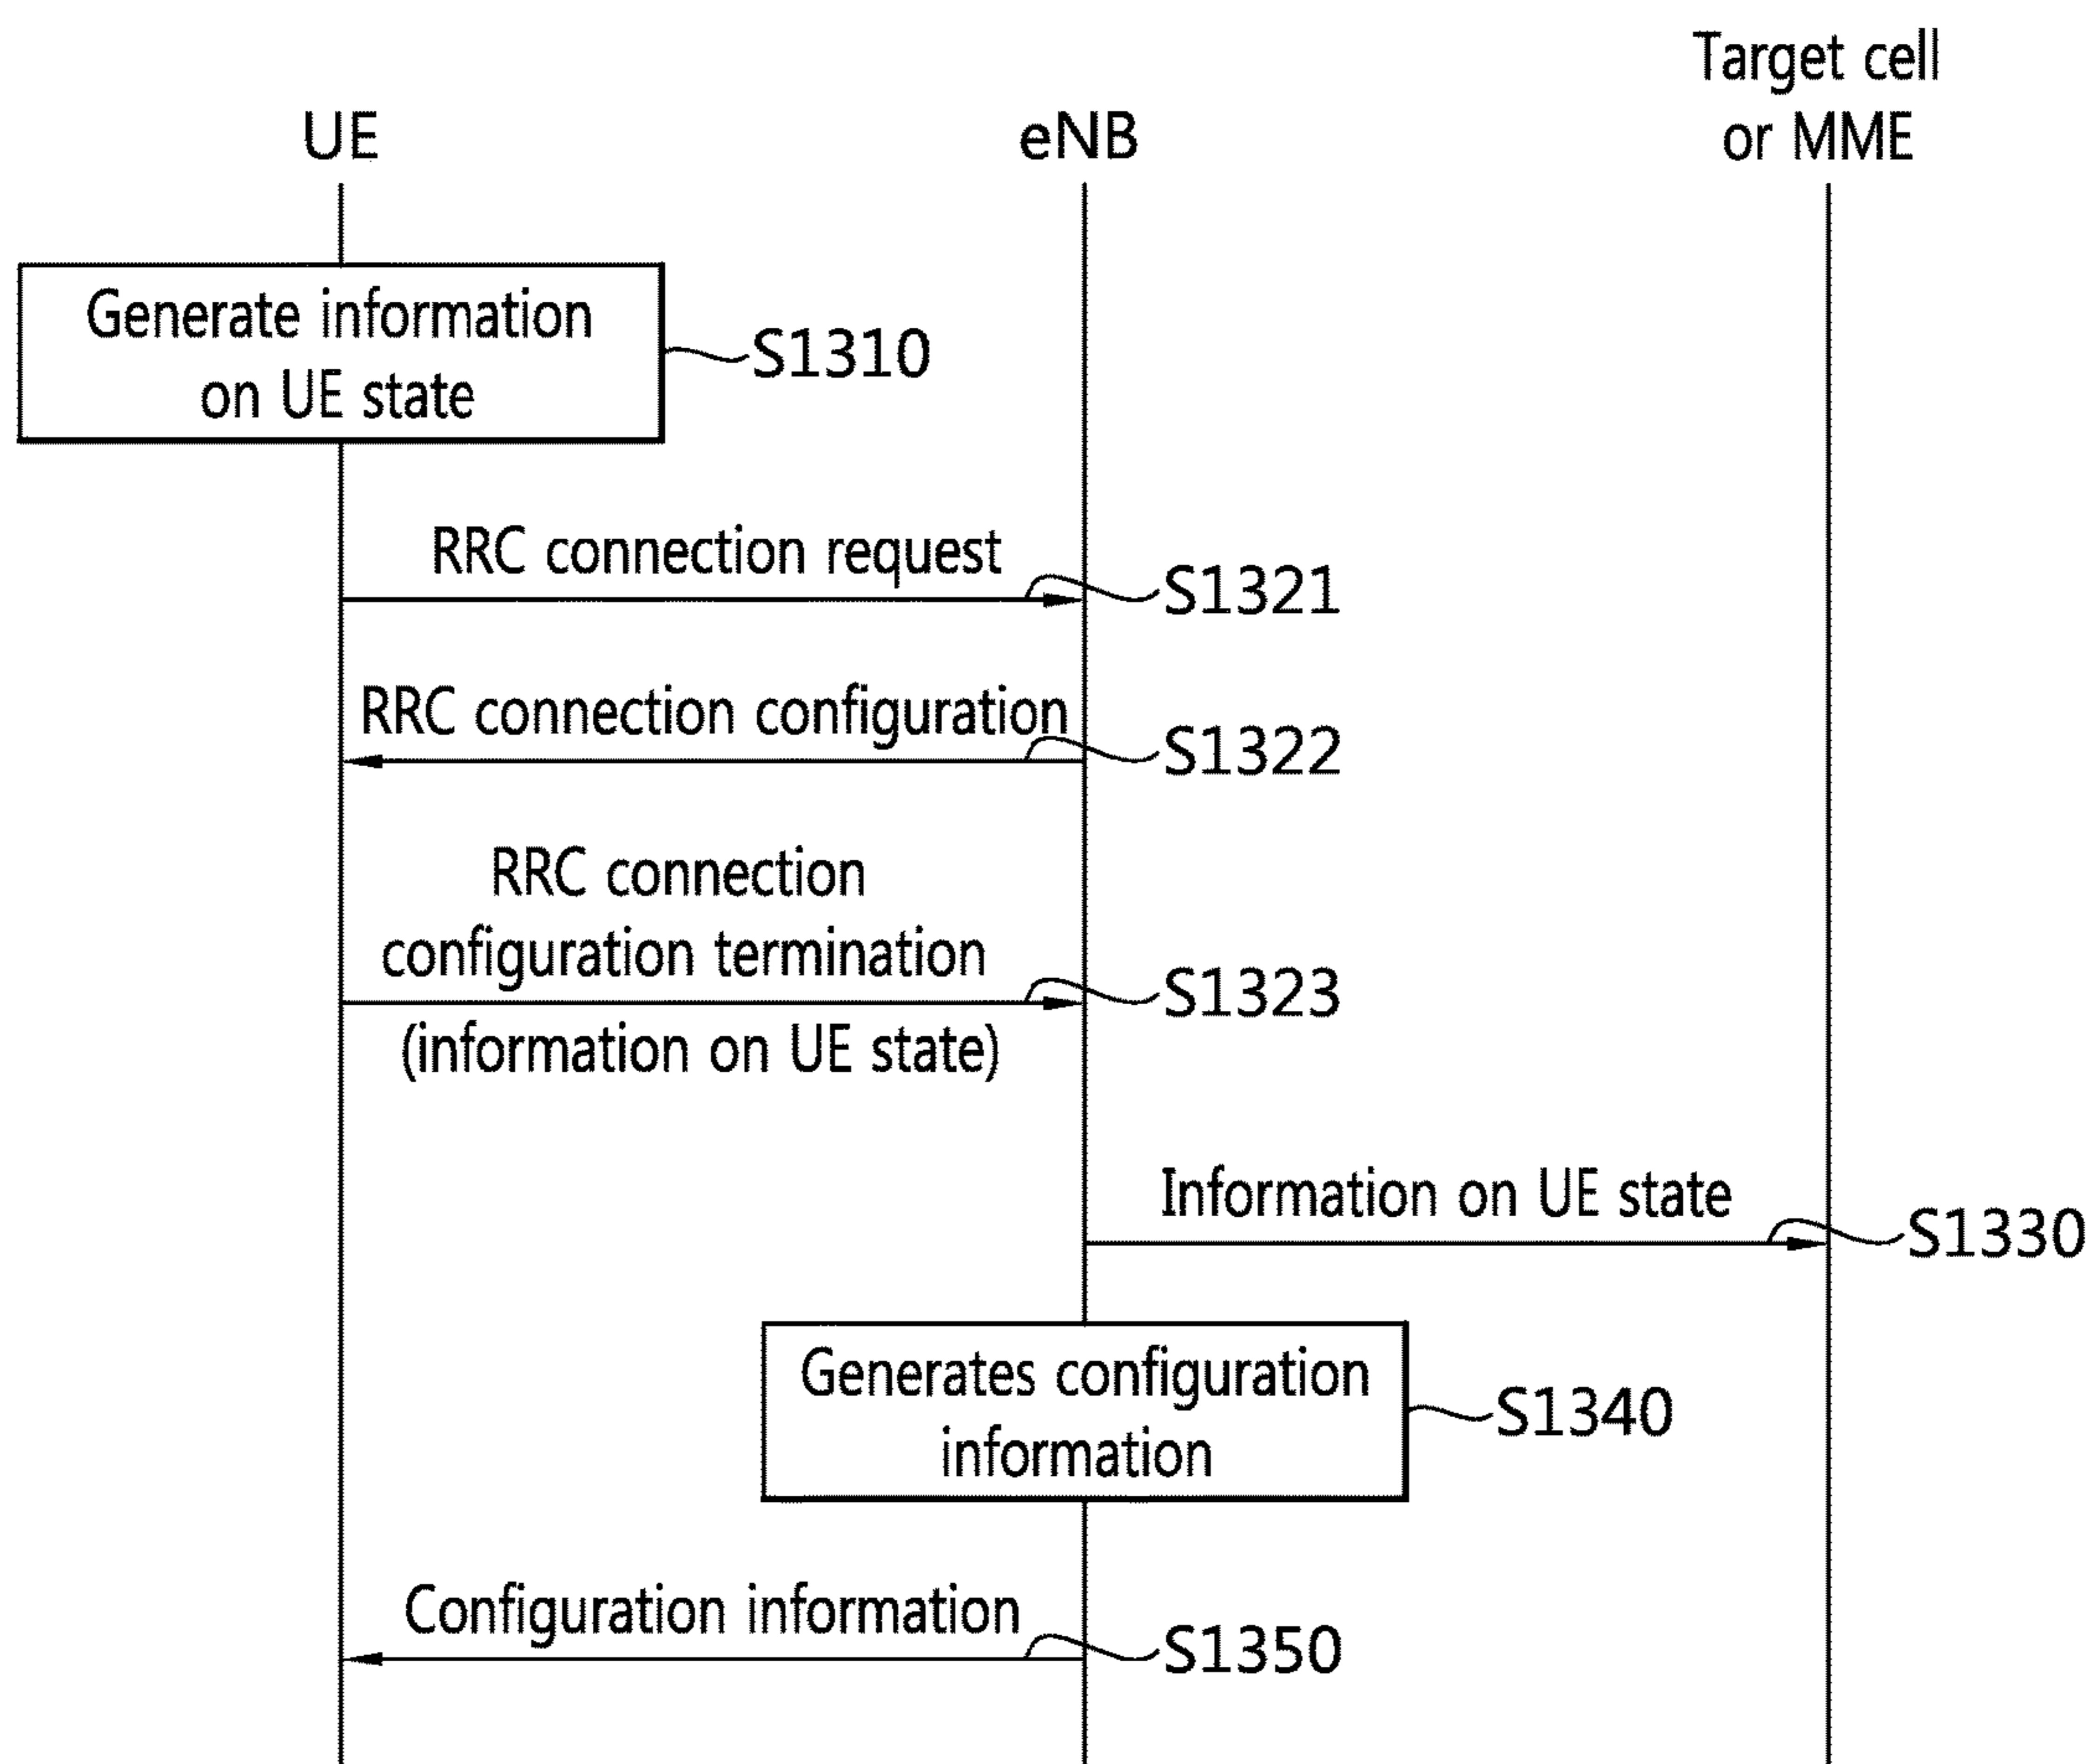 Target cell
or MME
UE
eNB
Generate information
on UE state
S1310
RRC connection request
S1321
RRC connection configuration
S1322
RRC connection
configuration termination
S1323
(information on UE state)
Information on UE state
S1330
Generates configuration
information
S1340
Configuration information
S1350